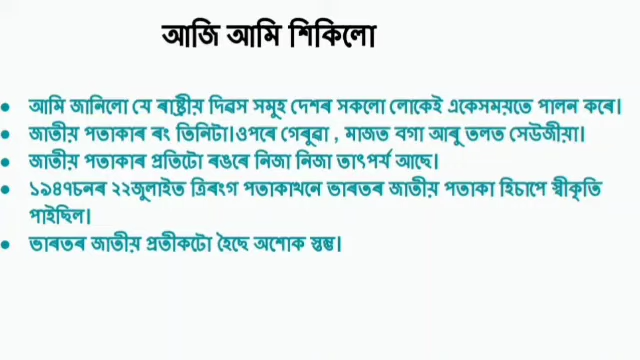 আজি আমি শিকিলো
• আমি জানিলো যে ৰাষ্ট্ৰীয় দিৱস সমুহ দেশৰ সকলো লোকেই একেসময়তে পালন কৰে।
• জাতীয় পতাকাৰ ৰং তিনিটা।ওপৰে গেৰুৱা , মাজত বগা আৰু তলত সেউজীয়া।
• জাতীয় পতাকাৰ প্ৰতিটো ৰঙৰে নিজা নিজা তাৎপৰ্য আছে।
• ১৯৪৭চনৰ ২২জুলাইত ত্ৰিৰংগ পতাকাখনে ভাৰতৰ জাতীয় পতাকা হিচাপে স্বীকৃতি
পাইছিল।
• ভাৰতৰ জাতীয় প্ৰতীকটো হৈছে অশোক স্তম্ভ।